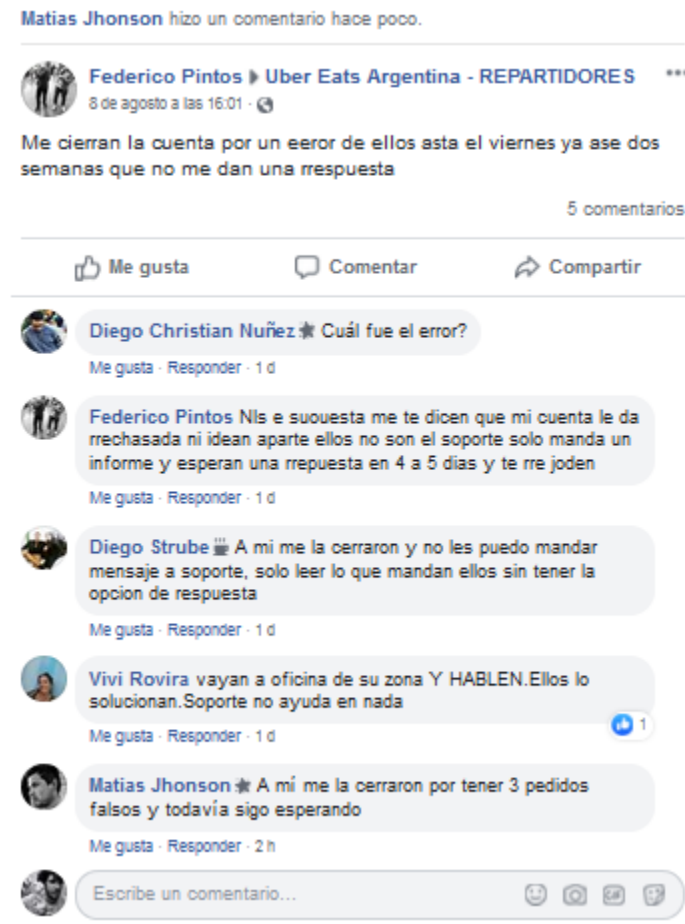 Matias Jhonson hizo un comentario hace poco.
Federico Pintos ▶ Uber Eats Argentina - REPARTIDORES
8 de agosto a las 16:01 ·
Me cierran la cuenta por un eeror de ellos asta el viernes ya ase dos
semanas que no me dan una rrespuesta
5 comentarios
Me gusta Comentar Compartir
Diego Christian Nuñez Cuál fue el error?
Me gusta · Responder · 1 d
Federico Pintos Nls e suouesta me te dicen que mi cuenta le da
rrechasada ni idean aparte ellos no son el soporte solo manda un
informe y esperan una rrepuesta en 4 a 5 dias y te rre joden
Me gusta · Responder · 1 d
Diego Strube A mi me la cerraron y no les puedo mandar
mensaje a soporte, solo leer lo que mandan ellos sin tener la
opcion de respuesta
Me gusta · Responder · 1 d
Vivi Rovira vayan a oficina de su zona Y HABLEN.Ellos lo
solucionan.Soporte no ayuda en nada
1
Me gusta · Responder · 1 d
Matias Jhonson A mí me la cerraron por tener 3 pedidos
falsos y todavía sigo esperando
Me gusta · Responder · 2 h
Escribe un comentario...
GIF